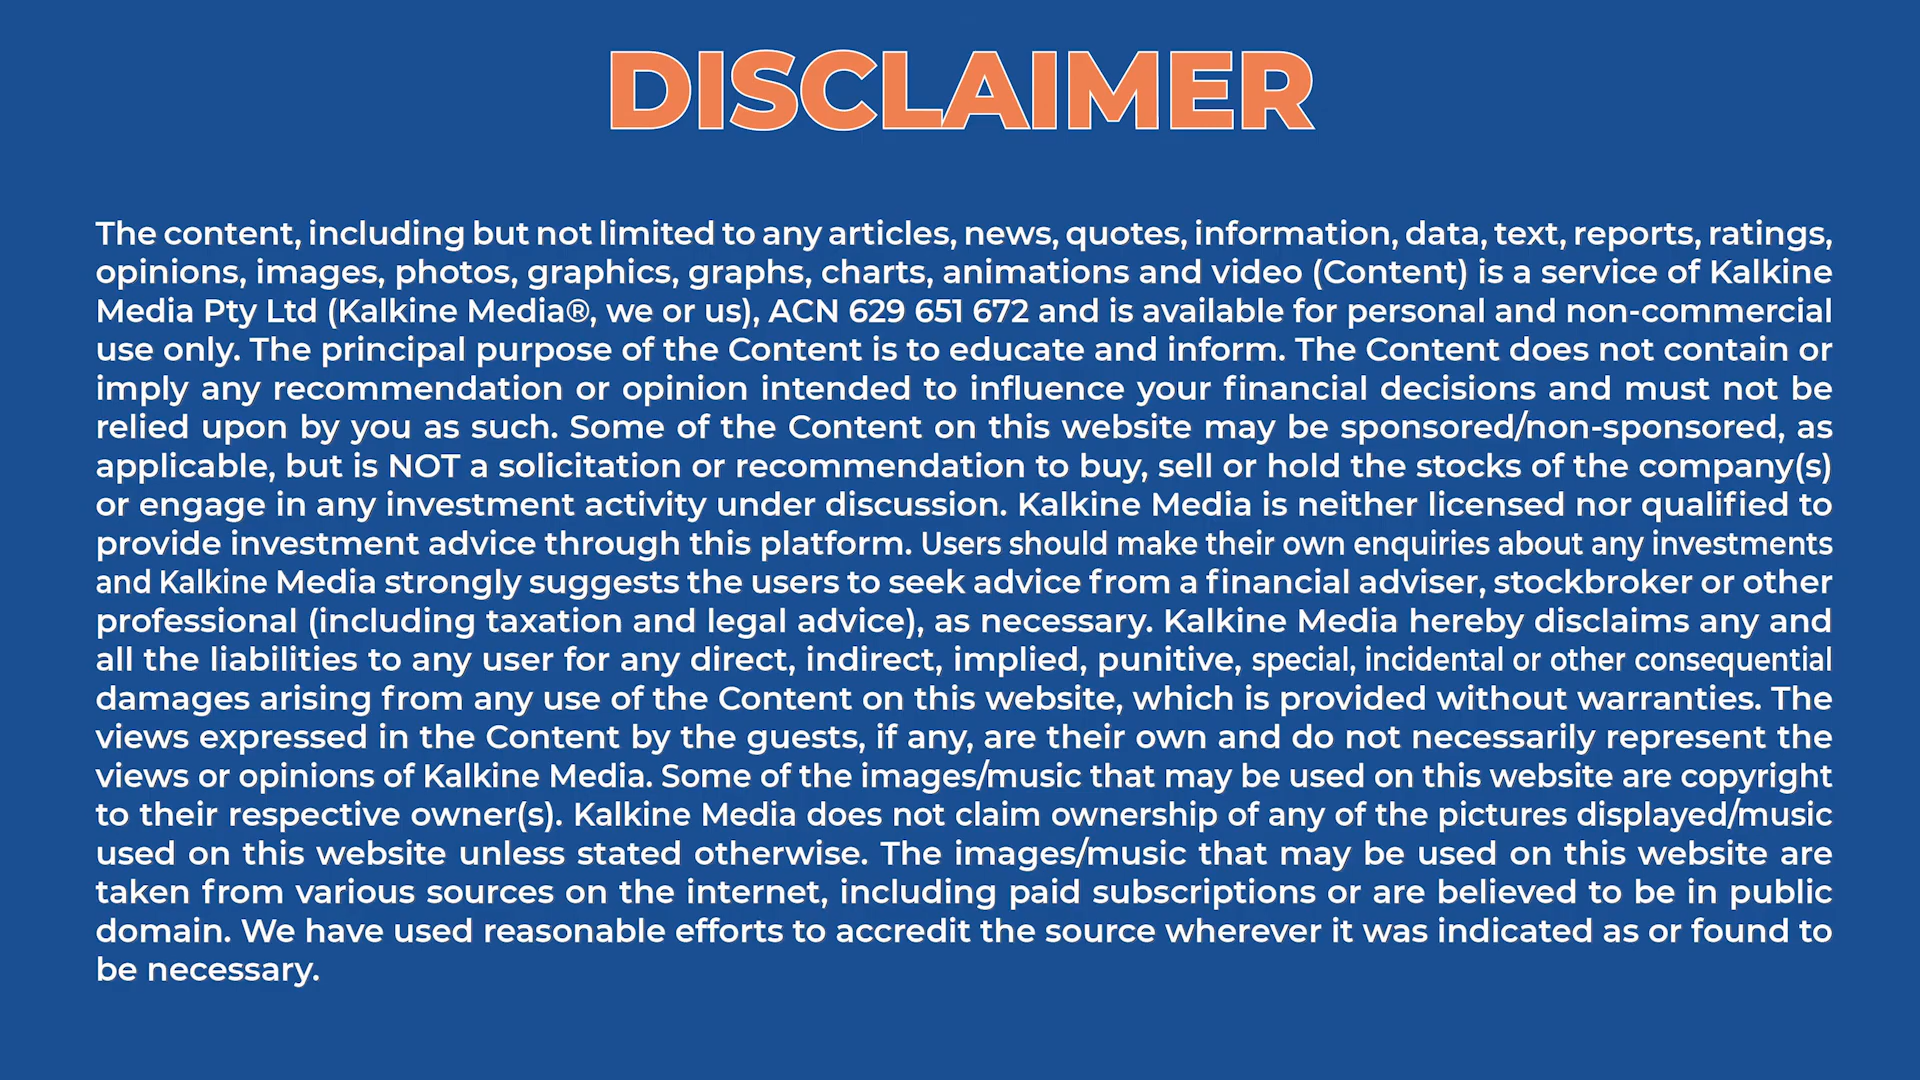 DISCLAIMER
The content, including but not limited to any articles, news, quotes, information, data, text, reports, ratings,
opinions, images, photos, graphics, graphs, charts, animations and video (Content) is a service of Kalkine
Media Pty Ltd (Kalkine Media®, we or us), ACN 629 651 672 and is available for personal and non-commercial
use only. The principal purpose of the Content is to educate and inform. The Content does not contain or
imply any recommendation or opinion intended to influence your financial decisions and must not be
relied upon by you as such. Some of the Content on this website may be sponsored/non-sponsored, as
applicable, but is NOT a solicitation or recommendation to buy, sell or hold the stocks of the company(s)
or engage in any investment activity under discussion. Kalkine Media is neither licensed nor qualified to
provide investment advice through this platform. Users should make their own enquiries about any investments
and Kalkine Media strongly suggests the users to seek advice from a financial adviser, stockbroker or other
professional (including taxation and legal advice), as necessary. Kalkine Media hereby disclaims any and
all the liabilities to any user for any direct, indirect, implied, punitive, special, incidental or other consequential
damages arising from any use of the Content on this website, which is provided without warranties. The
views expressed in the Content by the guests, if any, are their own and do not necessarily represent the
views or opinions of Kalkine Media. Some of the images/music that may be used on this website are copyright
to their respective owner(s). Kalkine Media does not claim ownership of any of the pictures displayed/music
used on this website unless stated otherwise. The images/music that may be used on this website are
taken from various sources on the internet, including paid subscriptions or are believed to be in public
domain. We have used reasonable efforts to accredit the source wherever it was indicated as or found to
be necessary.